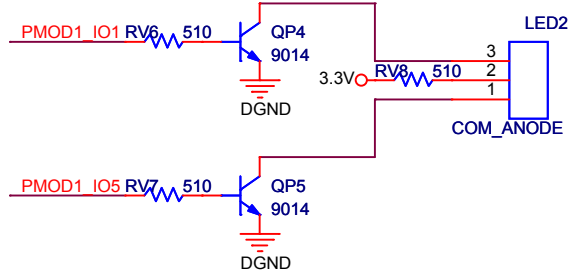 PMOD1_IO1 RV6 510 QP4
9014
DGND
LED2
3
3.3V RV8 510 2
1
COM_ANODE
PMOD1_IO5 RV7 510 QP5
9014
DGND